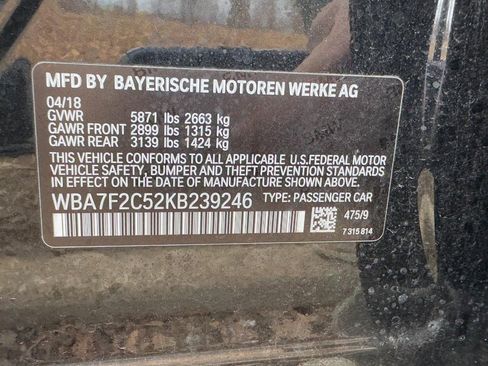 MFD BY BAYERISCHE MOTOREN WERKE AG
04/18
GVWR 5871 lbs 2663 kg
GAWR FRONT 2899 lbs 1315 kg
GAWR REAR 3139 lbs 1424 kg
THIS VEHICLE CONFORMS TO ALL APPLICABLE U.S.FEDERAL MOTOR
VEHICLE SAFETY, BUMPER AND THEFT PREVENTION STANDARDS
IN EFFECT ON THE DATE OF MANUFACTURE SHOWN ABOVE.
WBA7F2C52KB239246 TYPE: PASSENGER CAR
475/9
7 315 814